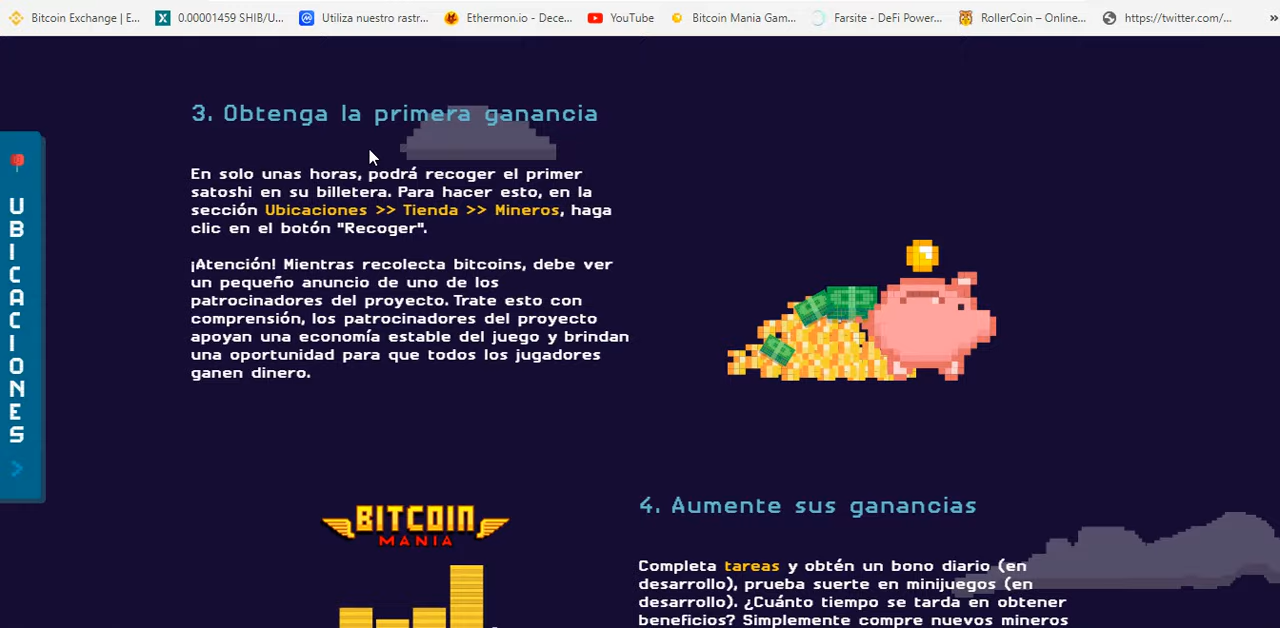 Bitcoin Exchange | E... 0.00001459 SHIB/U... Utiliza nuestro rastr... Ethermon.io - Dece... YouTube Bitcoin Mania Gam... Farsite - DeFi Power... RollerCoin – Online... https://twitter.com/... »
UBICACIONES
3. Obtenga la primera ganancia
En solo unas horas, podrá recoger el primer
satoshi en su billetera. Para hacer esto, en la
sección Ubicaciones >> Tienda >> Mineros, haga
clic en el botón "Recoger".
¡Atención! Mientras recolecta bitcoins, debe ver
un pequeño anuncio de uno de los
patrocinadores del proyecto. Trate esto con
comprensión, los patrocinadores del proyecto
apoyan una economía estable del juego y brindan
una oportunidad para que todos los jugadores
ganen dinero.
BITCOIN
MANIA
4. Aumente sus ganancias
Completa tareas y obtén un bono diario (en
desarrollo), prueba suerte en minijuegos (en
desarrollo). ¿Cuánto tiempo se tarda en obtener
beneficios? Simplemente compre nuevos mineros